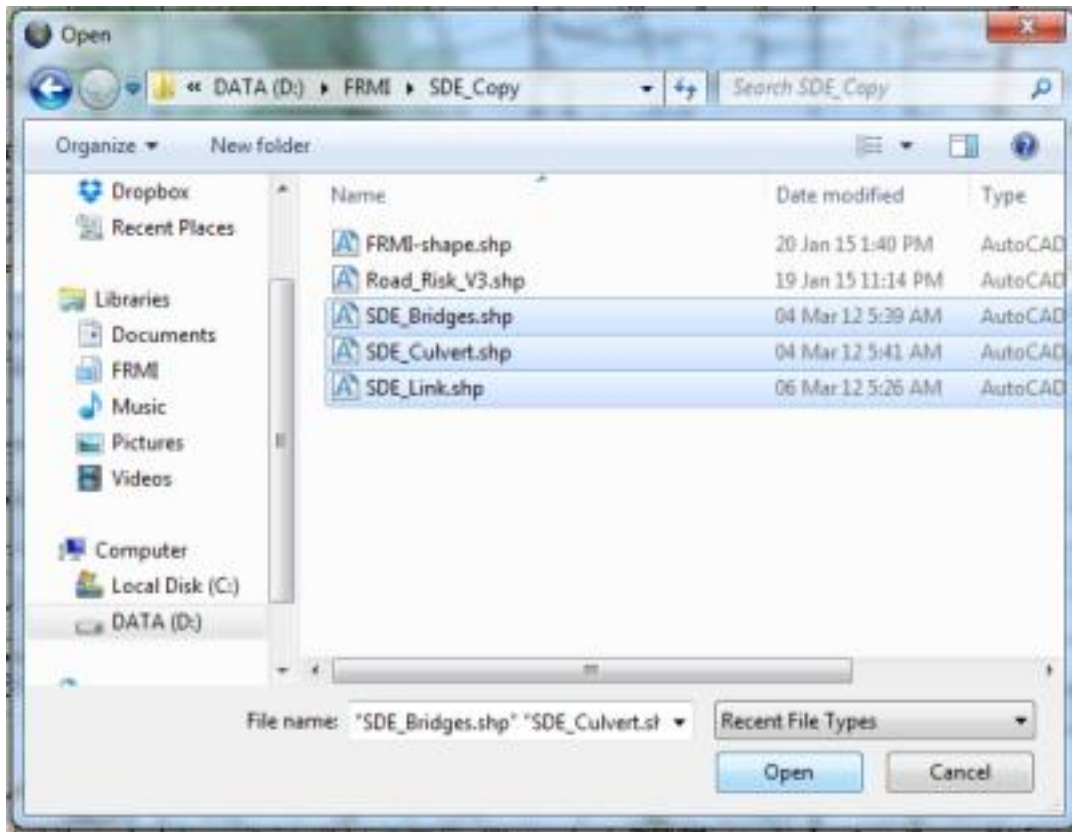 Open
« DATA (D:) ▸ FRMI ▸ SDE_Copy Search SDE_Copy
Organize ▾ New folder
Dropbox
Recent Places
Libraries
Documents
FRMI
Music
Pictures
Videos
Computer
Local Disk (C:)
DATA (D:)
Name Date modified Type
FRMI-shape.shp 20 Jan 15 1:40 PM AutoCAD
Road_Risk_V3.shp 19 Jan 15 11:14 PM AutoCAD
SDE_Bridges.shp 04 Mar 12 5:39 AM AutoCAD
SDE_Culvert.shp 04 Mar 12 5:41 AM AutoCAD
SDE_Link.shp 06 Mar 12 5:26 AM AutoCAD
File name: "SDE_Bridges.shp" "SDE_Culvert.sh Recent File Types
Open Cancel